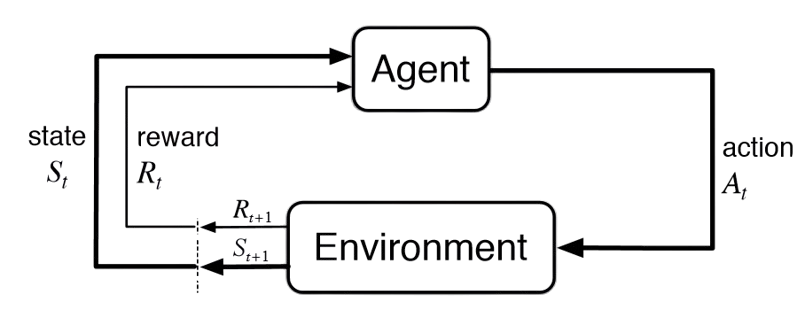 Agent
state
S_t
reward
R_t
action
A_t
R_{t+1}
S_{t+1}
Environment